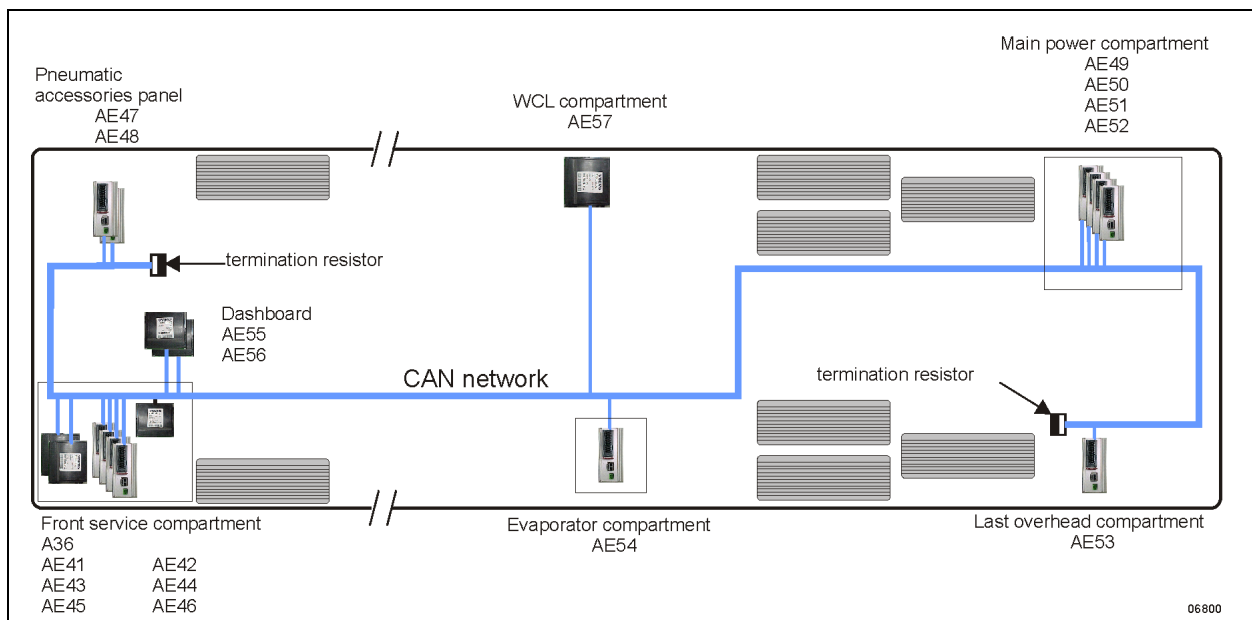 Main power compartment
AE49
AE50
AE51
AE52
Pneumatic
accessories panel
AE47
AE48
WCL compartment
AE57
termination resistor
Dashboard
AE55
AE56
CAN network
termination resistor
Front service compartment
A36
AE41 AE42
AE43 AE44
AE45 AE46
Evaporator compartment
AE54
Last overhead compartment
AE53
06800